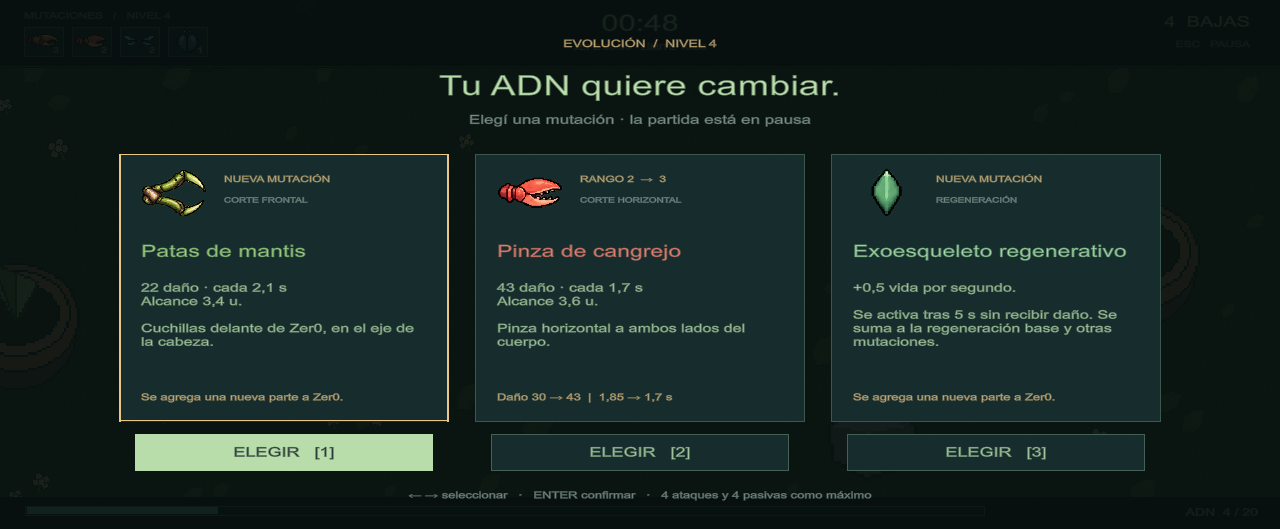 MUTACIONES / NIVEL 4
00:48
4 BAJAS
EVOLUCIÓN / NIVEL 4
ESC PAUSA
Tu ADN quiere cambiar.
Elegí una mutación · la partida está en pausa
NUEVA MUTACIÓN
CORTE FRONTAL
Patas de mantis
22 daño · cada 2,1 s
Alcance 3,4 u.
Cuchillas delante de Zer0, en el eje de
la cabeza.
Se agrega una nueva parte a Zer0.
ELEGIR [1]
RANGO 2 → 3
CORTE HORIZONTAL
Pinza de cangrejo
43 daño · cada 1,7 s
Alcance 3,6 u.
Pinza horizontal a ambos lados del
cuerpo.
Daño 30 → 43 | 1,85 → 1,7 s
ELEGIR [2]
NUEVA MUTACIÓN
REGENERACIÓN
Exoesqueleto regenerativo
+0,5 vida por segundo.
Se activa tras 5 s sin recibir daño. Se
suma a la regeneración base y otras
mutaciones.
Se agrega una nueva parte a Zer0.
ELEGIR [3]
←→ seleccionar · ENTER confirmar · 4 ataques y 4 pasivas como máximo
ADN 4 / 20